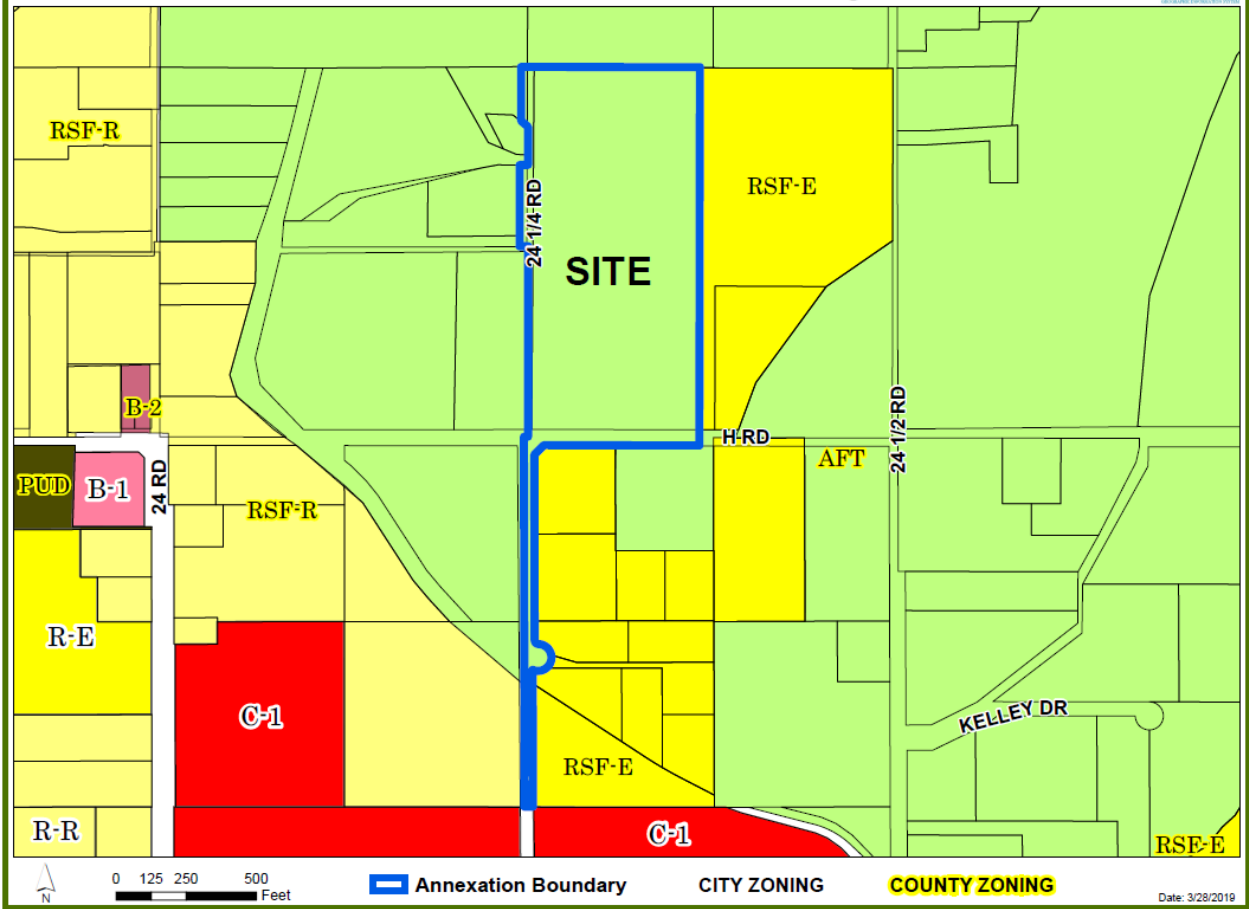 RSF-R
RSF-E
24 1/4 RD
SITE
B-2
24 1/2 RD
H RD
AFT
PUD
B-1
24 RD
RSF-R
R-E
C-1
KELLEY DR
RSF-E
R-R
C-1
RSF-E
N
0 125 250 500
Feet
Annexation Boundary
CITY ZONING
COUNTY ZONING
Date: 3/28/2019